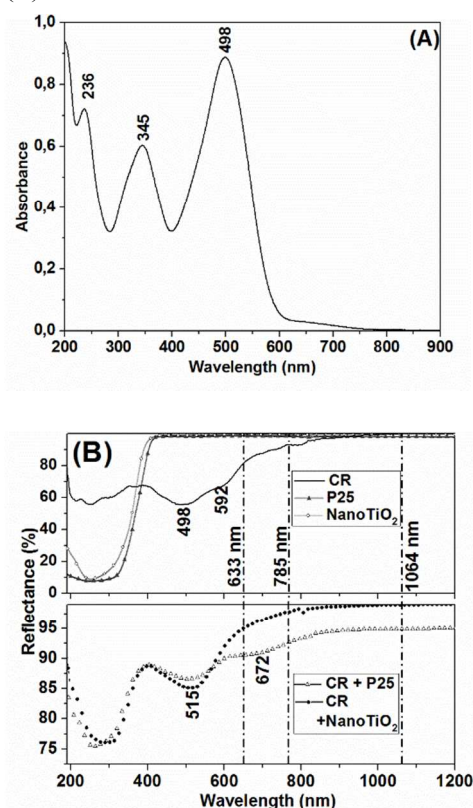 (A)
498
236
345
1,0
0,8
0,6
0,4
0,2
0,0
Absorbance
200 300 400 500 600 700 800 900
Wavelength (nm)
(B)
CR
P25
NanoTiO2
498
592
633 nm
785 nm
1064 nm
80
60
40
20
0
Reflectance (%)
95
90
85
80
75
515
672
CR + P25
CR
+NanoTiO2
200 400 600 800 1000 1200
Wavelength (nm)